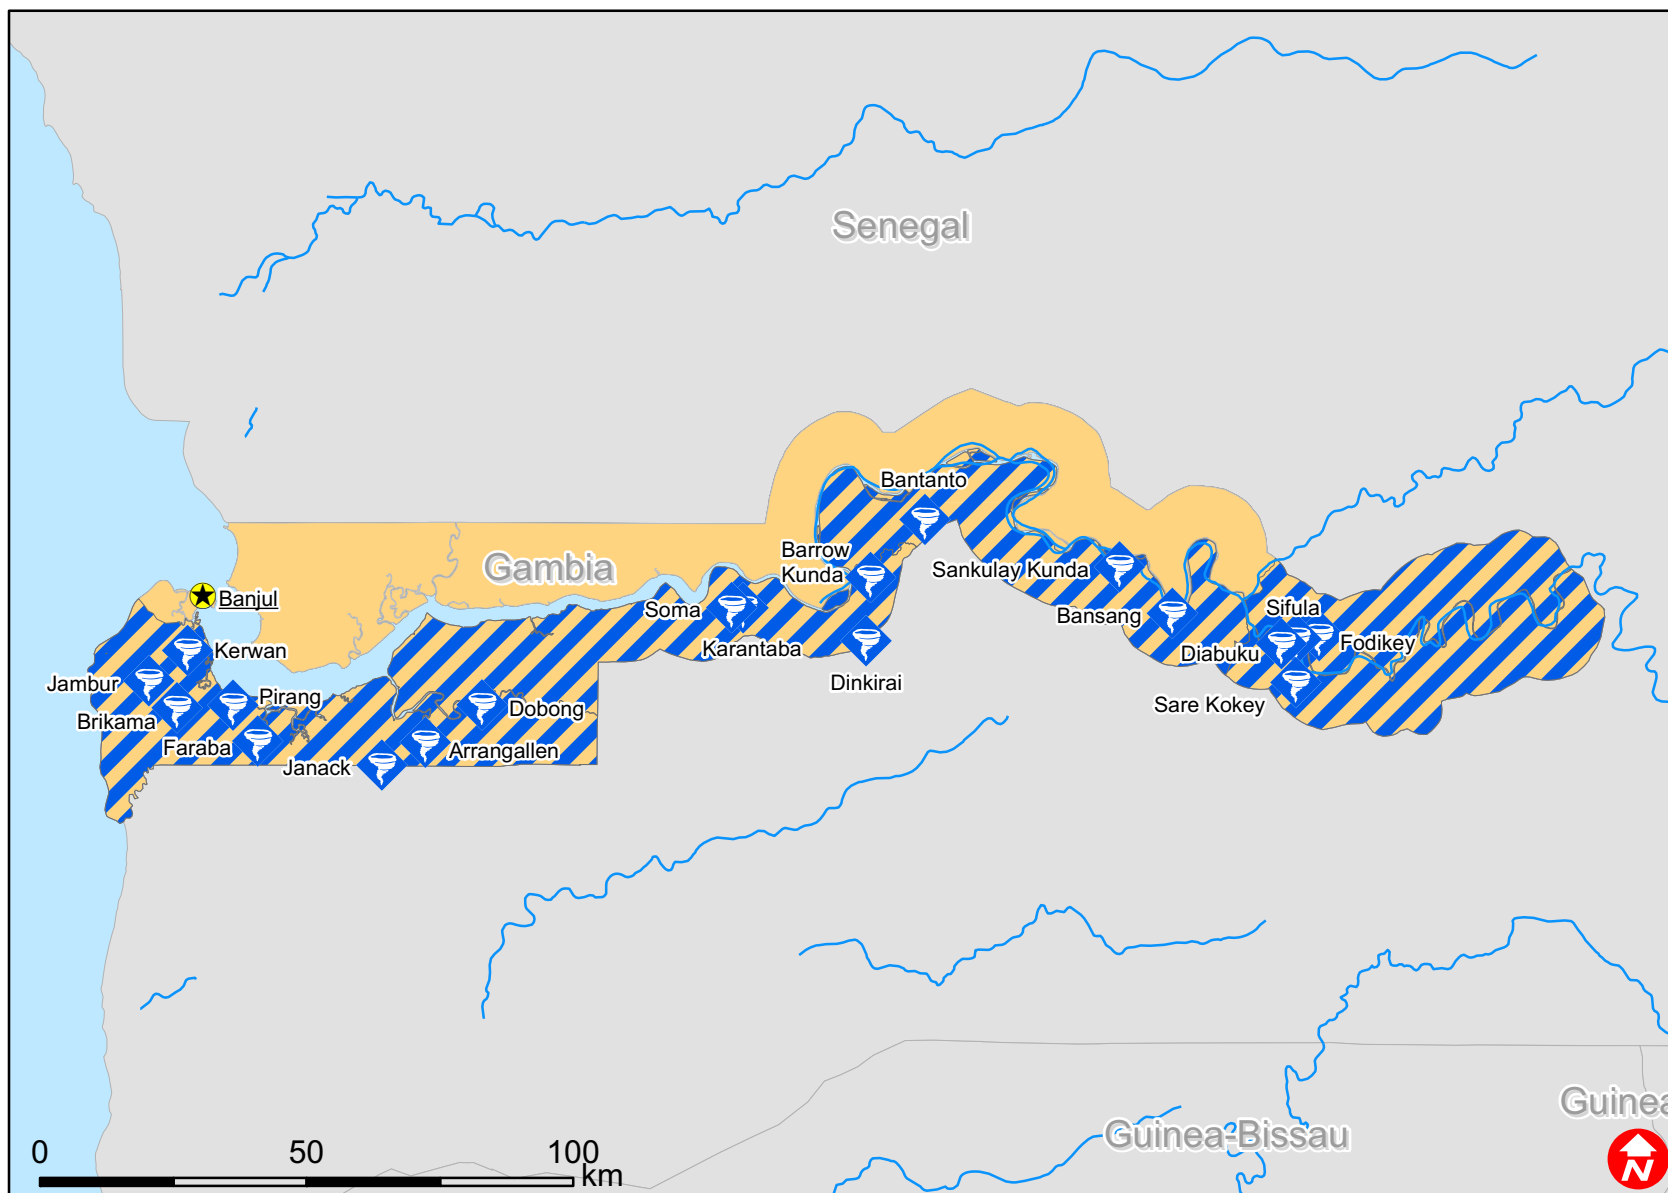 Senegal
Bantanto
Barrow
Kunda
Gambia
Sankulay Kunda
Banjul
Soma
Sifula
Bansang
Karantaba
Fodikey
Kerwan
Diabuku
Jambur
Dinkirai
Pirang
Sare Kokey
Brikama
Dobong
Faraba
Arrangallen
Janack
Guinea
Guinea-Bissau
0 50 100
km
N